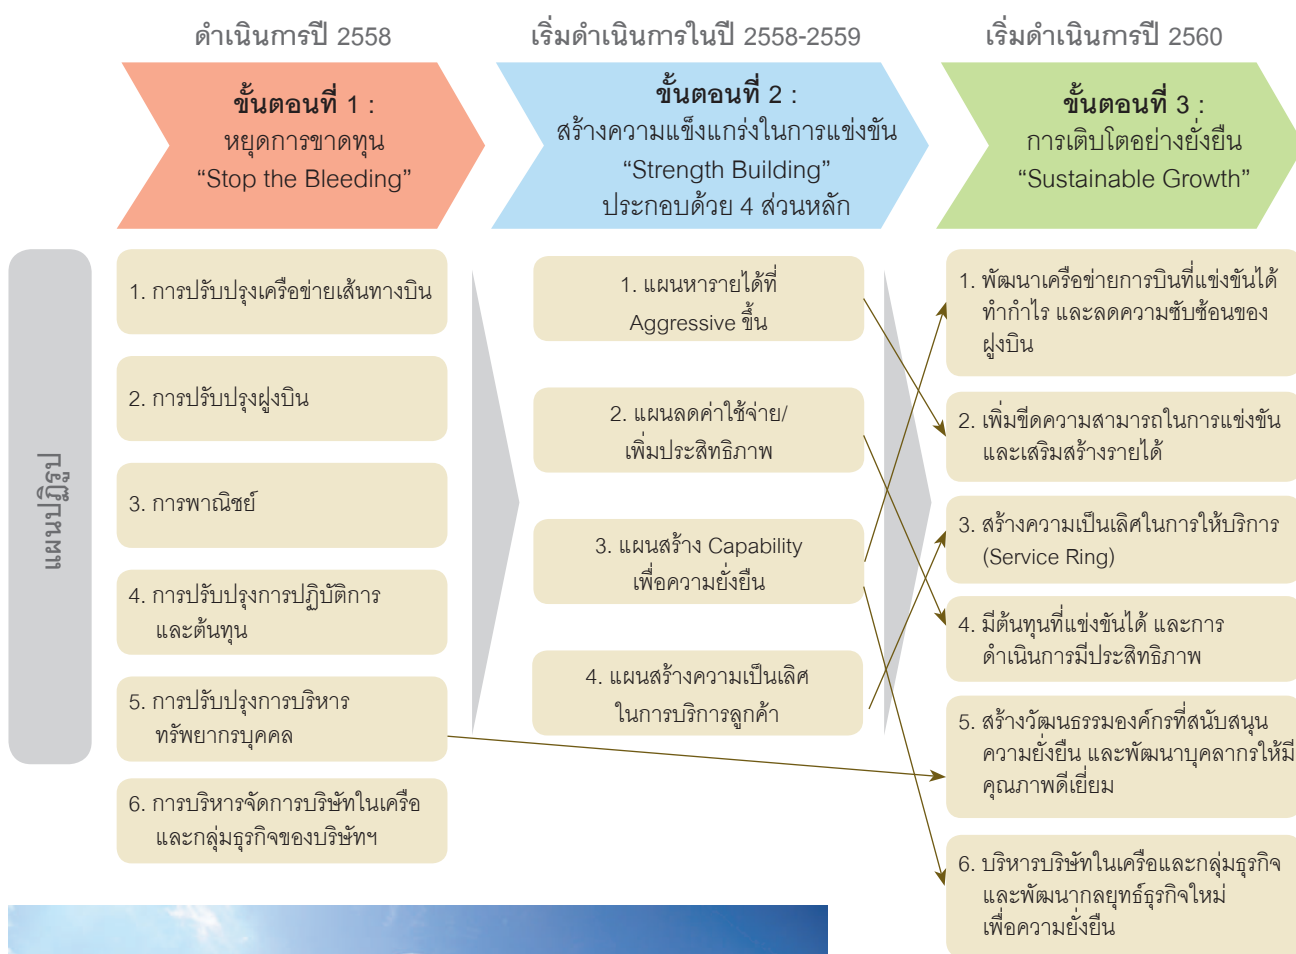 ดำเนินการปี 2558
เริ่มดำเนินการในปี 2558-2559
เริ่มดำเนินการปี 2560
ขั้นตอนที่ 1 :
หยุดการขาดทุน
“Stop the Bleeding”
ขั้นตอนที่ 2 :
สร้างความแข็งแกร่งในการแข่งขัน
“Strength Building”
ประกอบด้วย 4 ส่วนหลัก
ขั้นตอนที่ 3 :
การเติบโตอย่างยั่งยืน
“Sustainable Growth”
แผนปฏิรูป
1. การปรับปรุงเครือข่ายเส้นทางบิน
2. การปรับปรุงฝูงบิน
3. การพาณิชย์
4. การปรับปรุงการปฏิบัติการ
และต้นทุน
5. การปรับปรุงการบริหาร
ทรัพยากรบุคคล
6. การบริหารจัดการบริษัทในเครือ
และกลุ่มธุรกิจของบริษัทฯ
1. แผนหารายได้ที่
Aggressive ขึ้น
2. แผนลดค่าใช้จ่าย/
เพิ่มประสิทธิภาพ
3. แผนสร้าง Capability
เพื่อความยั่งยืน
4. แผนสร้างความเป็นเลิศ
ในการบริการลูกค้า
1. พัฒนาเครือข่ายการบินที่แข่งขันได้
ทำกำไร และลดความซับซ้อนของ
ฝูงบิน
2. เพิ่มขีดความสามารถในการแข่งขัน
และเสริมสร้างรายได้
3. สร้างความเป็นเลิศในการให้บริการ
(Service Ring)
4. มีต้นทุนที่แข่งขันได้ และการ
ดำเนินการมีประสิทธิภาพ
5. สร้างวัฒนธรรมองค์กรที่สนับสนุน
ความยั่งยืน และพัฒนาบุคลากรให้มี
คุณภาพดีเยี่ยม
6. บริหารบริษัทในเครือและกลุ่มธุรกิจ
และพัฒนากลยุทธ์ธุรกิจใหม่
เพื่อความยั่งยืน